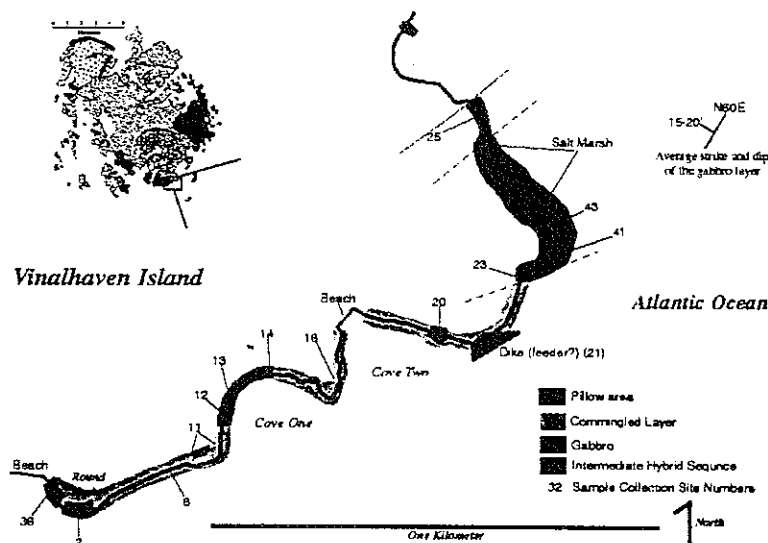 N60E
15-20'
25
Salt Marsh
Average strike and dip
of the gabbro layer
43
41
23
Vinalhaven Island
Beach
20
Atlantic Ocean
14
16
13
Dike (feeder?) (21)
Cove Two
12
Pillow area
Cove One
Commingled Layer
11
Gabbro
Beach
Round
Intermediate Hybrid Sequnce
8
32 Sample Collection Site Numbers
36
North
One Kilometer